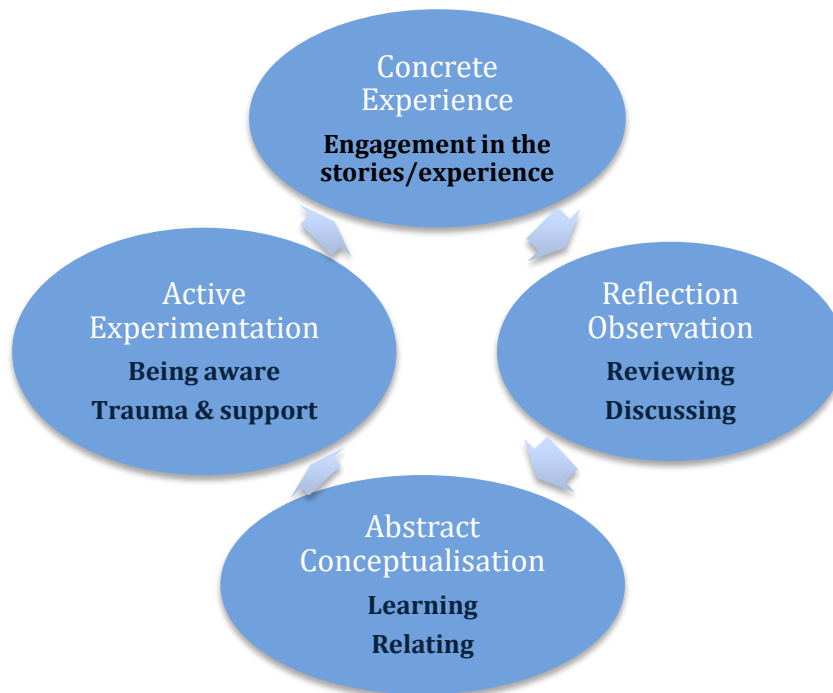 Concrete
Experience
Engagement in the
stories/experience
Reflection
Observation
Reviewing
Discussing
Abstract
Conceptualisation
Learning
Relating
Active
Experimentation
Being aware
Trauma & support